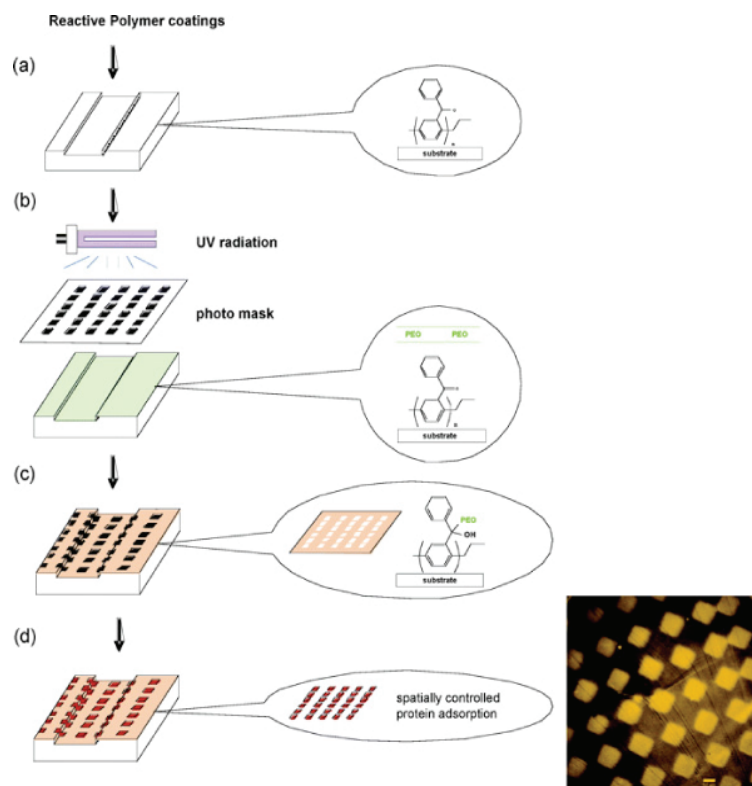 Reactive Polymer coatings
(a)
substrate
(b)
UV radiation
photo mask
PEO PEO
substrate
(c)
PEO
OH
substrate
(d)
spatially controlled
protein adsorption